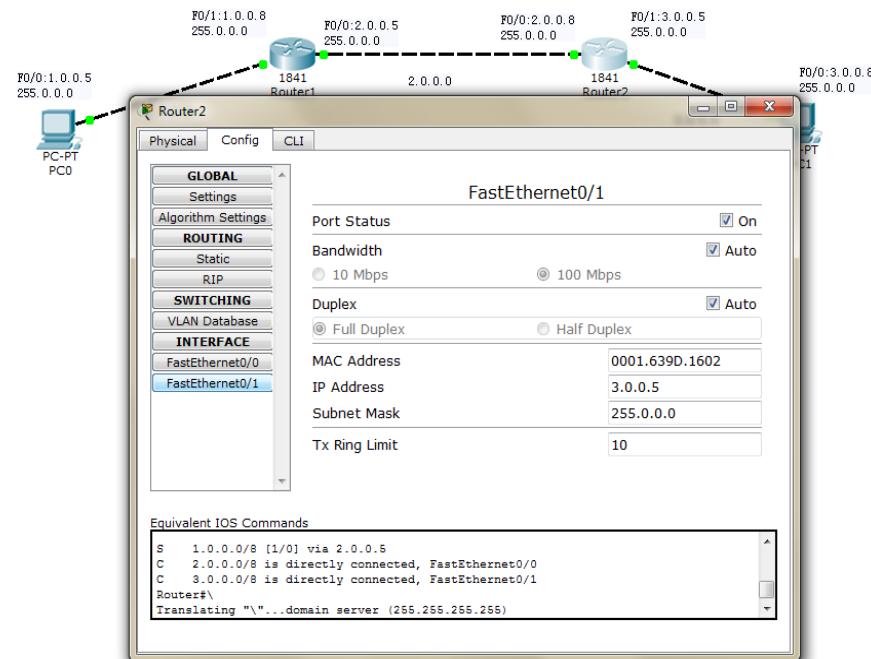 F0/1:1.0.0.8
255.0.0.0
F0/0:2.0.0.5
255.0.0.0
F0/0:2.0.0.8
255.0.0.0
F0/1:3.0.0.5
255.0.0.0
F0/0:1.0.0.5
255.0.0.0
1841
Router1
2.0.0.0
1841
Router2
F0/0:3.0.0.8
255.0.0.0
PC-PT
PC0
-PT
Router2
Physical Config CLI
GLOBAL
Settings
Algorithm Settings
ROUTING
Static
RIP
SWITCHING
VLAN Database
INTERFACE
FastEthernet0/0
FastEthernet0/1
FastEthernet0/1
Port Status On
Bandwidth Auto
10 Mbps 100 Mbps
Duplex Auto
Full Duplex Half Duplex
MAC Address 0001.639D.1602
IP Address 3.0.0.5
Subnet Mask 255.0.0.0
Tx Ring Limit 10
Equivalent IOS Commands
S 1.0.0.0/8 [1/0] via 2.0.0.5
C 2.0.0.0/8 is directly connected, FastEthernet0/0
C 3.0.0.0/8 is directly connected, FastEthernet0/1
Router#\
Translating "\"...domain server (255.255.255.255)